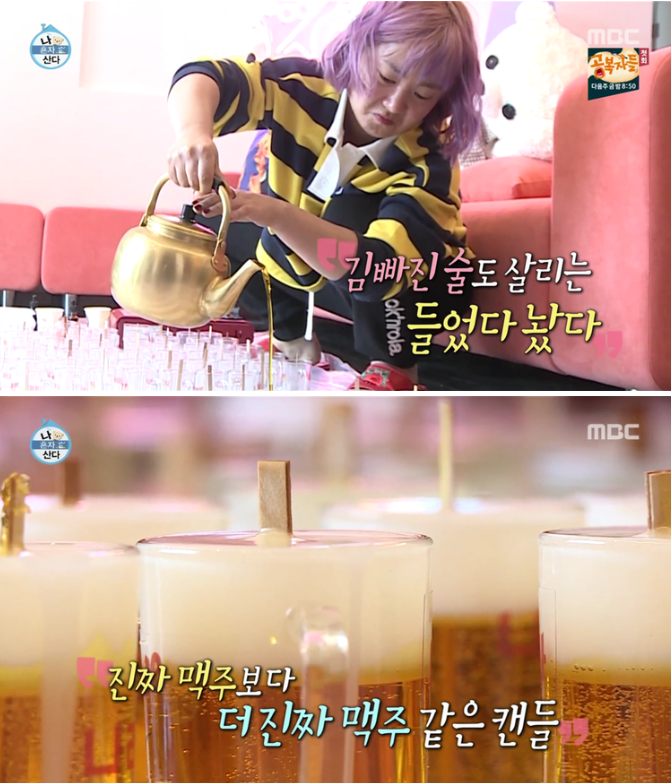 나
혼자
산다
MBC
첫회
공복자들
다음주 금 밤 8:50
김빠진 술도 살리는
들었다 놨다
나
혼자
산다
MBC
진짜 맥주보다
더 진짜 맥주 같은 캔들